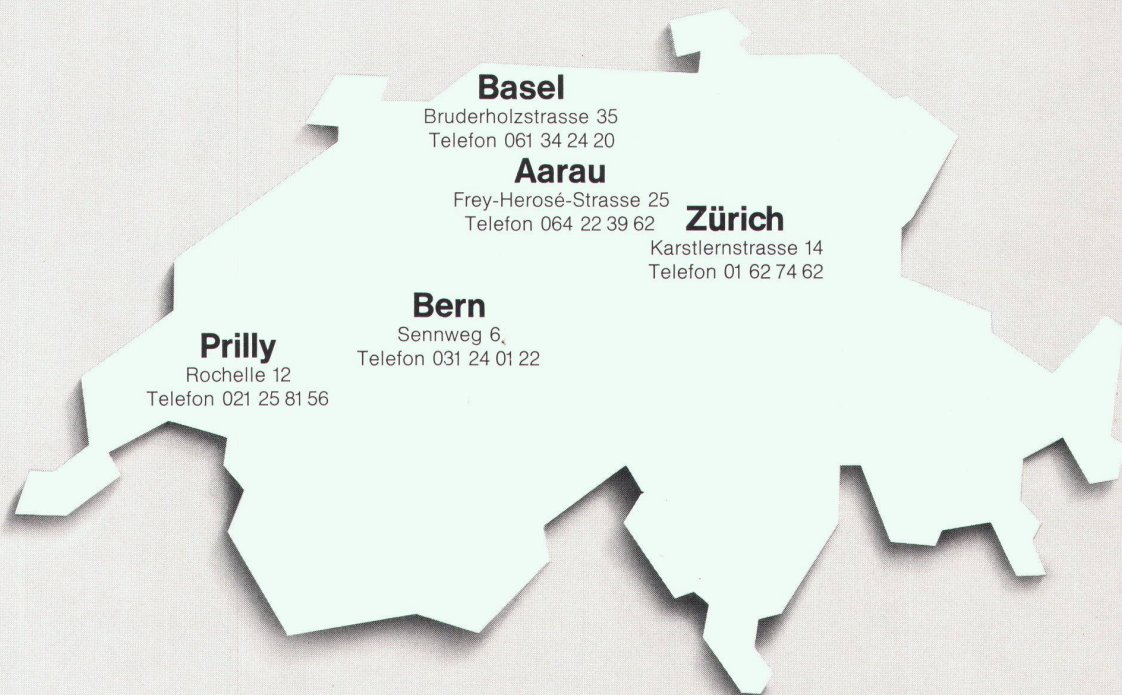 Basel
Bruderholzstrasse 35
Telefon 061 34 24 20
Aarau
Frey-Herosé-Strasse 25
Telefon 064 22 39 62
Zürich
Karstlernstrasse 14
Telefon 01 62 74 62
Bern
Sennweg 6
Telefon 031 24 01 22
Prilly
Rochelle 12
Telefon 021 25 81 56